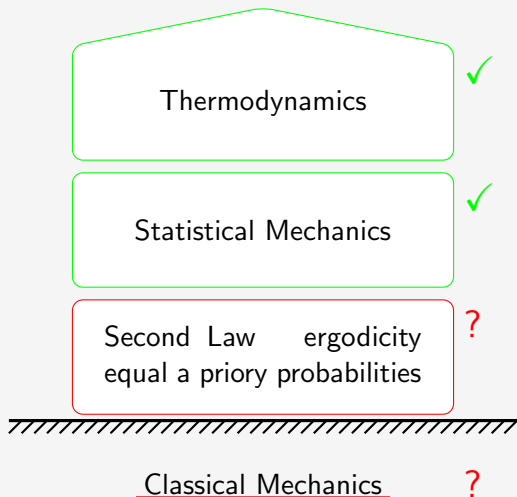 Thermodynamics ✓
Statistical Mechanics ✓
Second Law ergodicity ?
equal a priory probabilities
Classical Mechanics ?